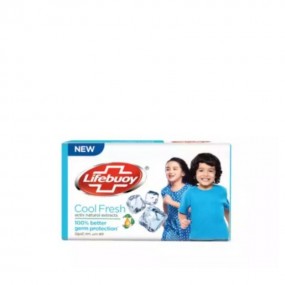 NEW
Lifebuoy
Cool Fresh
with natural extracts
100% better
germ protection*